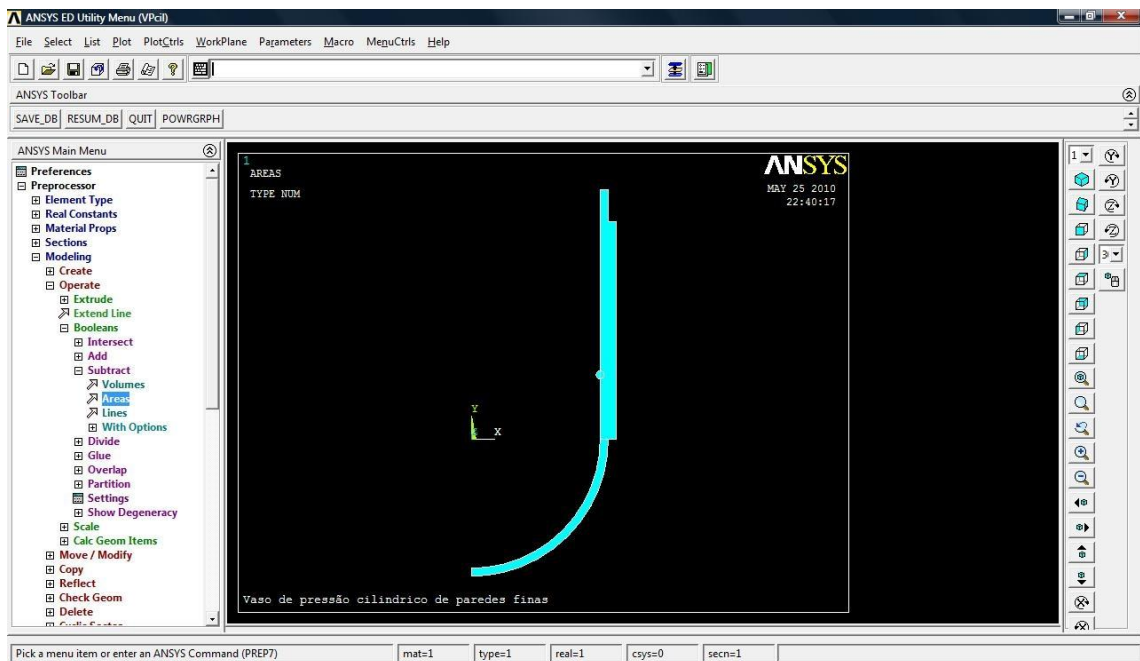 ANSYS ED Utility Menu (VPcil)
File Select List Plot PlotCtrls WorkPlane Parameters Macro MenuCtrls Help
ANSYS Toolbar
SAVE_DB RESUM_DB QUIT POWRGRPH
ANSYS Main Menu
Preferences
Preprocessor
Element Type
Real Constants
Material Props
Sections
Modeling
Create
Operate
Extrude
Extend Line
Booleans
Intersect
Add
Subtract
Volumes
Areas
Lines
With Options
Divide
Glue
Overlap
Partition
Settings
Show Degeneracy
Scale
Calc Geom Items
Move / Modify
Copy
Reflect
Check Geom
Delete
1
AREAS
TYPE NUM
ANSYS
MAY 25 2010
22:40:17
Y
X
Vaso de pressão cilindrico de paredes finas
1
Pick a menu item or enter an ANSYS Command (PREP7)
mat=1
type=1
real=1
csys=0
secn=1